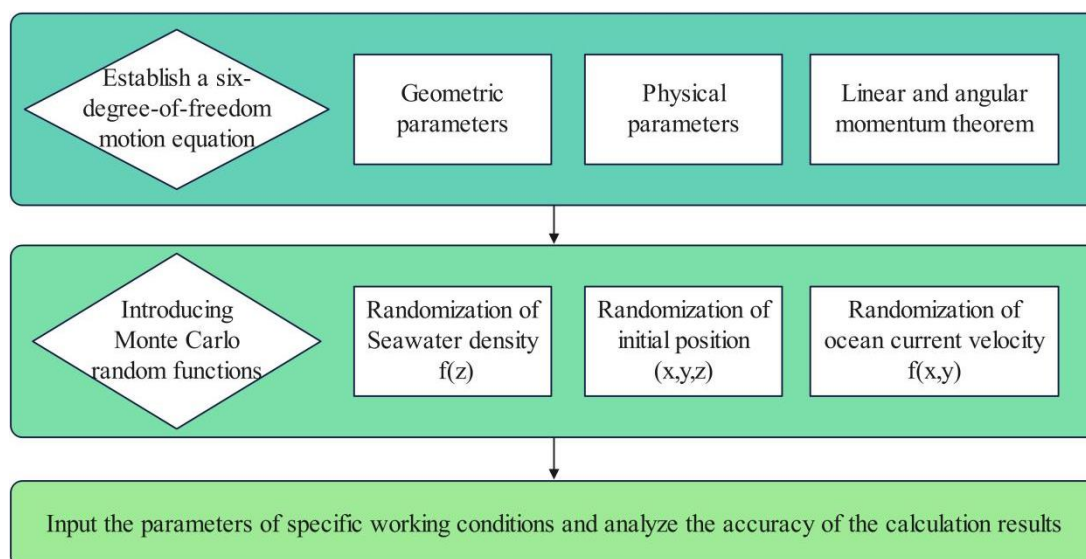 Establish a six-
degree-of-freedom
motion equation
Geometric
parameters
Physical
parameters
Linear and angular
momentum theorem
Introducing
Monte Carlo
random functions
Randomization of
Seawater density
f(z)
Randomization of
initial position
(x,y,z)
Randomization of
ocean current velocity
f(x,y)
Input the parameters of specific working conditions and analyze the accuracy of the calculation results